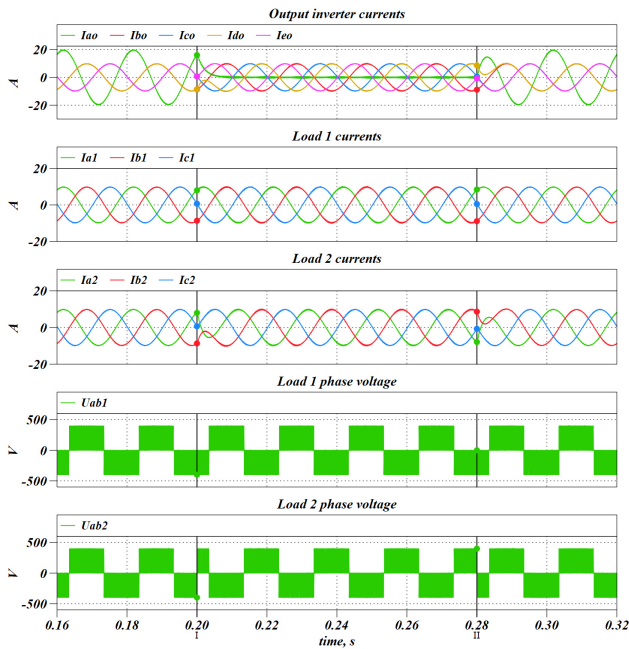 Output inverter currents
Iao Ibo Ico Ido Ieo
20
0
-20
A
Load 1 currents
Ia1 Ib1 Ic1
20
0
-20
A
Load 2 currents
Ia2 Ib2 Ic2
20
0
-20
A
Load 1 phase voltage
Uab1
500
0
-500
V
Load 2 phase voltage
Uab2
500
0
-500
V
0.16 0.18 0.20 0.22 0.24 0.26 0.28 0.30 0.32
I II
time, s